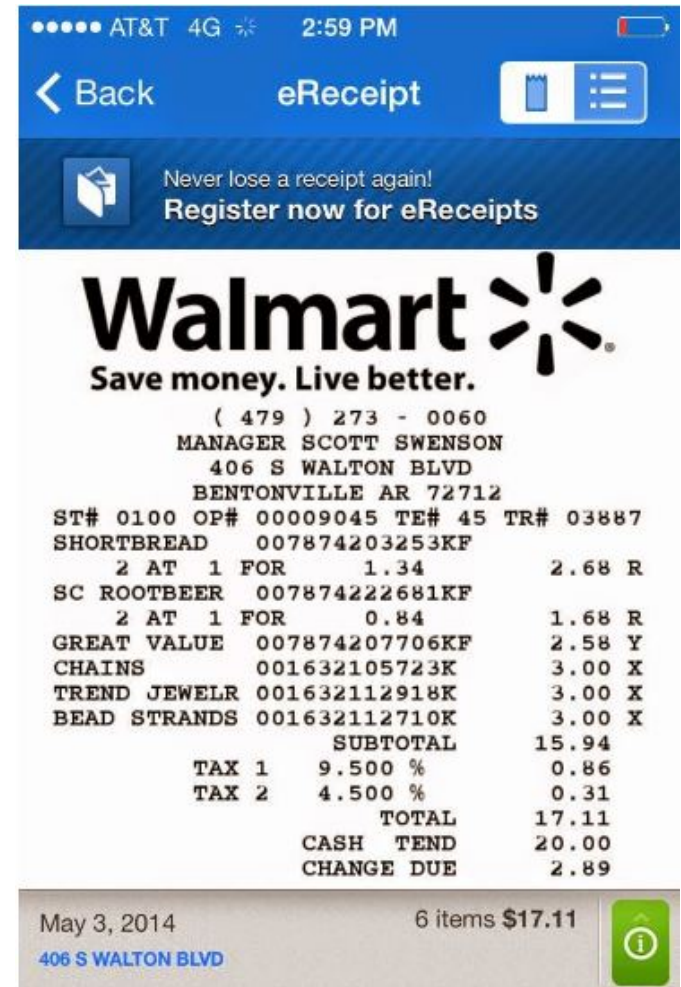 AT&T 4G 2:59 PM
Back eReceipt
Never lose a receipt again!
Register now for eReceipts
Walmart
Save money. Live better.
( 479 ) 273 - 0060
MANAGER SCOTT SWENSON
406 S WALTON BLVD
BENTONVILLE AR 72712
ST# 0100 OP# 00009045 TE# 45 TR# 03887
SHORTBREAD 007874203253KF
2 AT 1 FOR 1.34 2.68 R
SC ROOTBEER 007874222681KF
2 AT 1 FOR 0.84 1.68 R
GREAT VALUE 007874207706KF 2.58 Y
CHAINS 001632105723K 3.00 X
TREND JEWELR 001632112918K 3.00 X
BEAD STRANDS 001632112710K 3.00 X
SUBTOTAL 15.94
TAX 1 9.500 % 0.86
TAX 2 4.500 % 0.31
TOTAL 17.11
CASH TEND 20.00
CHANGE DUE 2.89
May 3, 2014 6 items $17.11
406 S WALTON BLVD